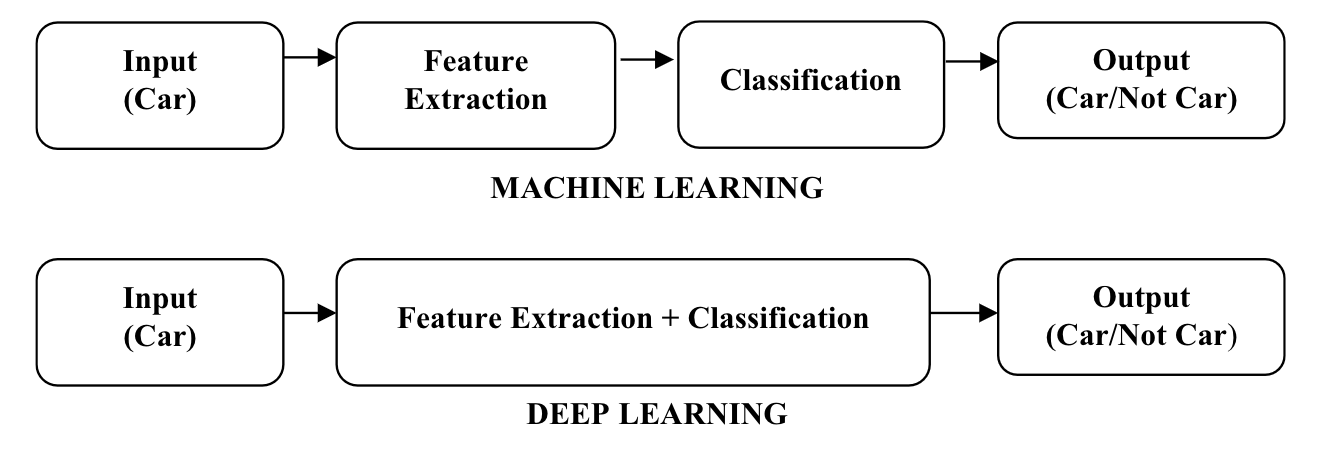 Input
(Car)
Feature
Extraction
Classification
Output
(Car/Not Car)
MACHINE LEARNING
Input
(Car)
Feature Extraction + Classification
Output
(Car/Not Car)
DEEP LEARNING